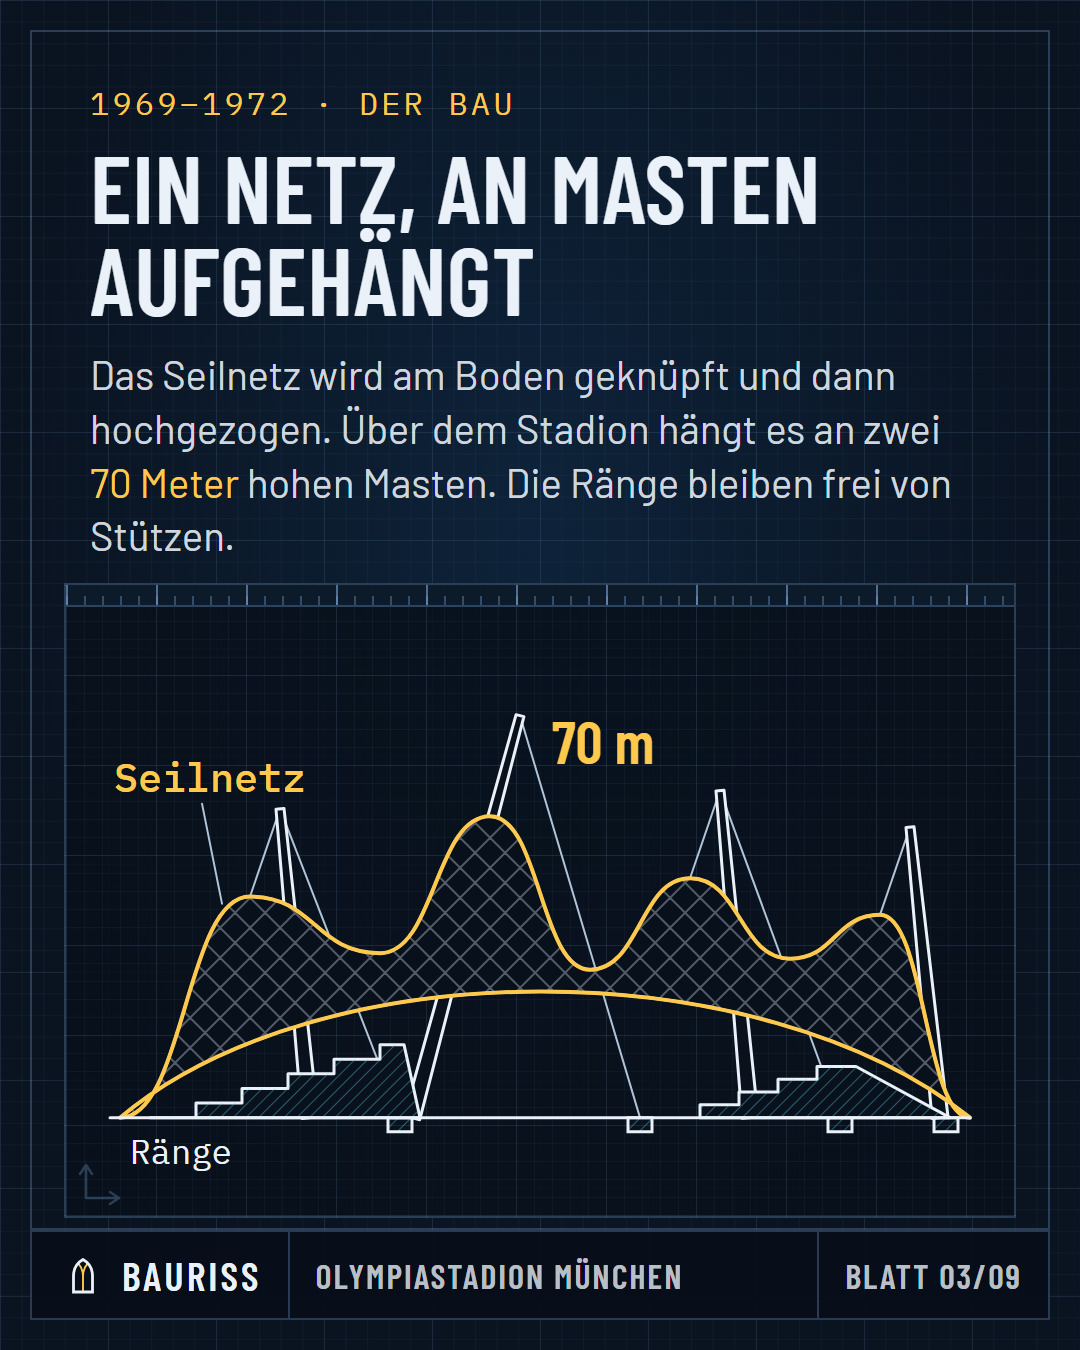 1969–1972 · DER BAU
EIN NETZ, AN MASTEN
AUFGEHÄNGT
Das Seilnetz wird am Boden geknüpft und dann
hochgezogen. Über dem Stadion hängt es an zwei
70 Meter hohen Masten. Die Ränge bleiben frei von
Stützen.
70 m
Seilnetz
Ränge
BAURISS
OLYMPIASTADION MÜNCHEN
BLATT 03/09